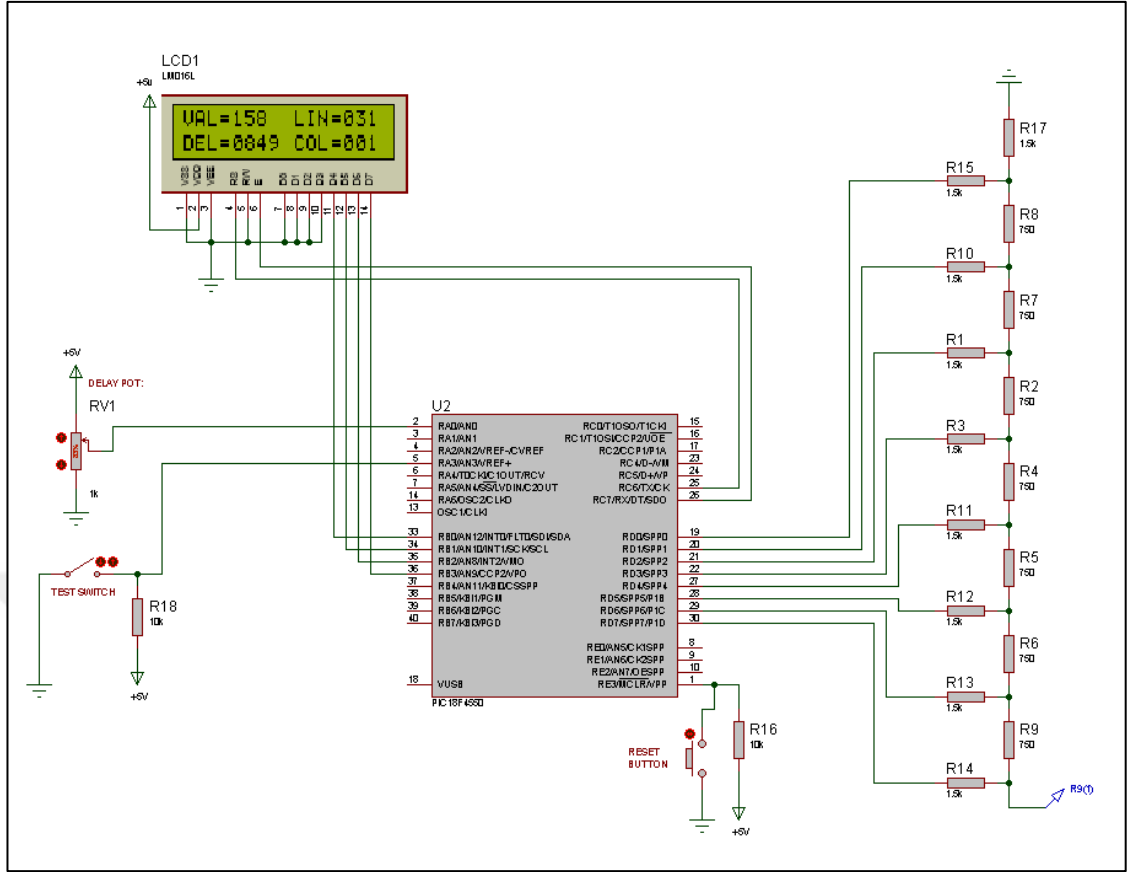 LCD1
LM016L
+5v
VAL=158 LIN=031
DEL=0849 COL=001
VSS VDD VEE RS RW E D0 D1 D2 D3 D4 D5 D6 D7
1 2 3 4 5 6 7 8 9 10 11 12 13 14
+5V
DELAY POT:
RV1
1k
TEST SWITCH
R18
10k
+5V
U2
2 RA0/AN0
3 RA1/AN1
4 RA2/AN2/VREF-/CVREF
5 RA3/AN3/VREF+
6 RA4/T0CKI/C1OUT/RCV
7 RA5/AN4/SS/LVDIN/C2OUT
14 RA6/OSC2/CLKO
13 OSC1/CLKI
33 RB0/AN12/INT0/FLT0/SDI/SDA
34 RB1/AN10/INT1/SCK/SCL
35 RB2/AN8/INT2/VMO
36 RB3/AN9/CCP2/VPO
37 RB4/AN11/KBI0/CSSPP
38 RB5/KBI1/PGM
39 RB6/KBI2/PGC
40 RB7/KBI3/PGD
18 VUSB
RC0/T1OSO/T1CKI 15
RC1/T1OSI/CCP2/UOE 16
RC2/CCP1/P1A 17
RC4/D-/VM 23
RC5/D+/VP 24
RC6/TX/CK 25
RC7/RX/DT/SDO 26
RD0/SPP0 19
RD1/SPP1 20
RD2/SPP2 21
RD3/SPP3 22
RD4/SPP4 27
RD5/SPP5/P1B 28
RD6/SPP6/P1C 29
RD7/SPP7/P1D 30
RE0/AN5/CK1SPP 8
RE1/AN6/CK2SPP 9
RE2/AN7/OESPP 10
RE3/MCLR/VPP 1
PIC18F4550
RESET
BUTTON
R16
10k
+5V
R17
1.5k
R15
1.5k
R8
750
R10
1.5k
R7
750
R1
1.5k
R2
750
R3
1.5k
R4
750
R11
1.5k
R5
750
R12
1.5k
R6
750
R13
1.5k
R9
750
R14
1.5k
R9(1)